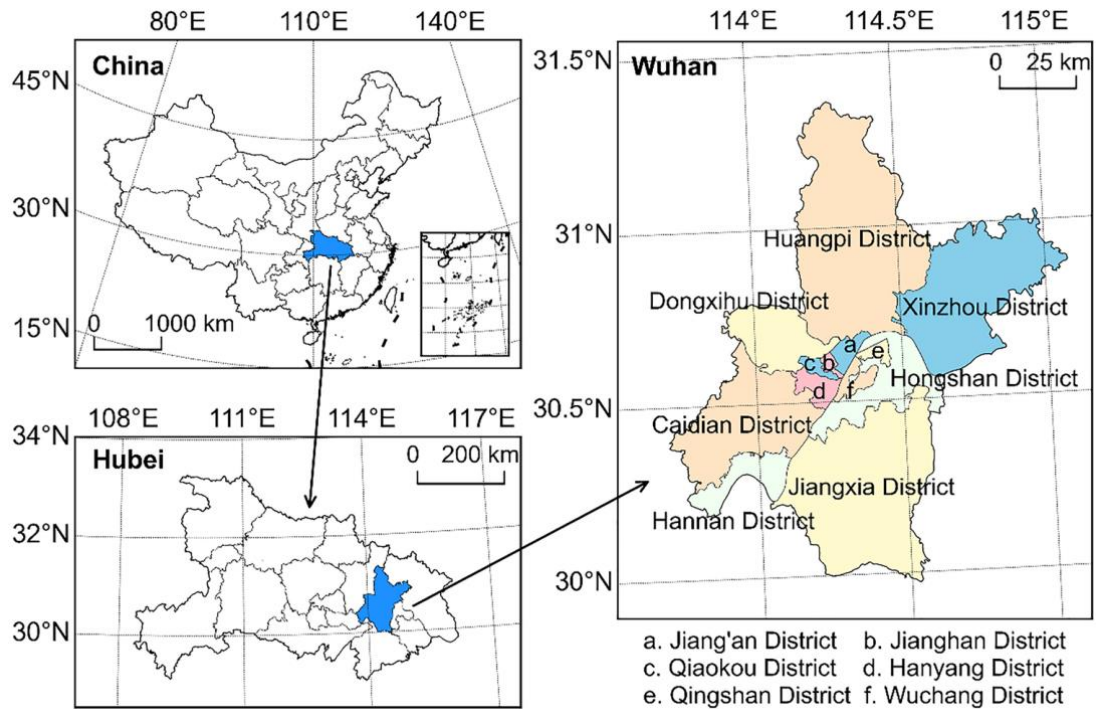 80°E 110°E 140°E
China
45°N
30°N
15°N
0 1000 km
108°E 111°E 114°E 117°E
Hubei
0 200 km
34°N
32°N
30°N
114°E 114.5°E 115°E
Wuhan
0 25 km
31.5°N
31°N
30.5°N
30°N
Huangpi District
Dongxihu District
Xinzhou District
a
b
c
e
d
f
Hongshan District
Caidian District
Jiangxia District
Hannan District
a. Jiang'an District b. Jianghan District
c. Qiaokou District d. Hanyang District
e. Qingshan District f. Wuchang District